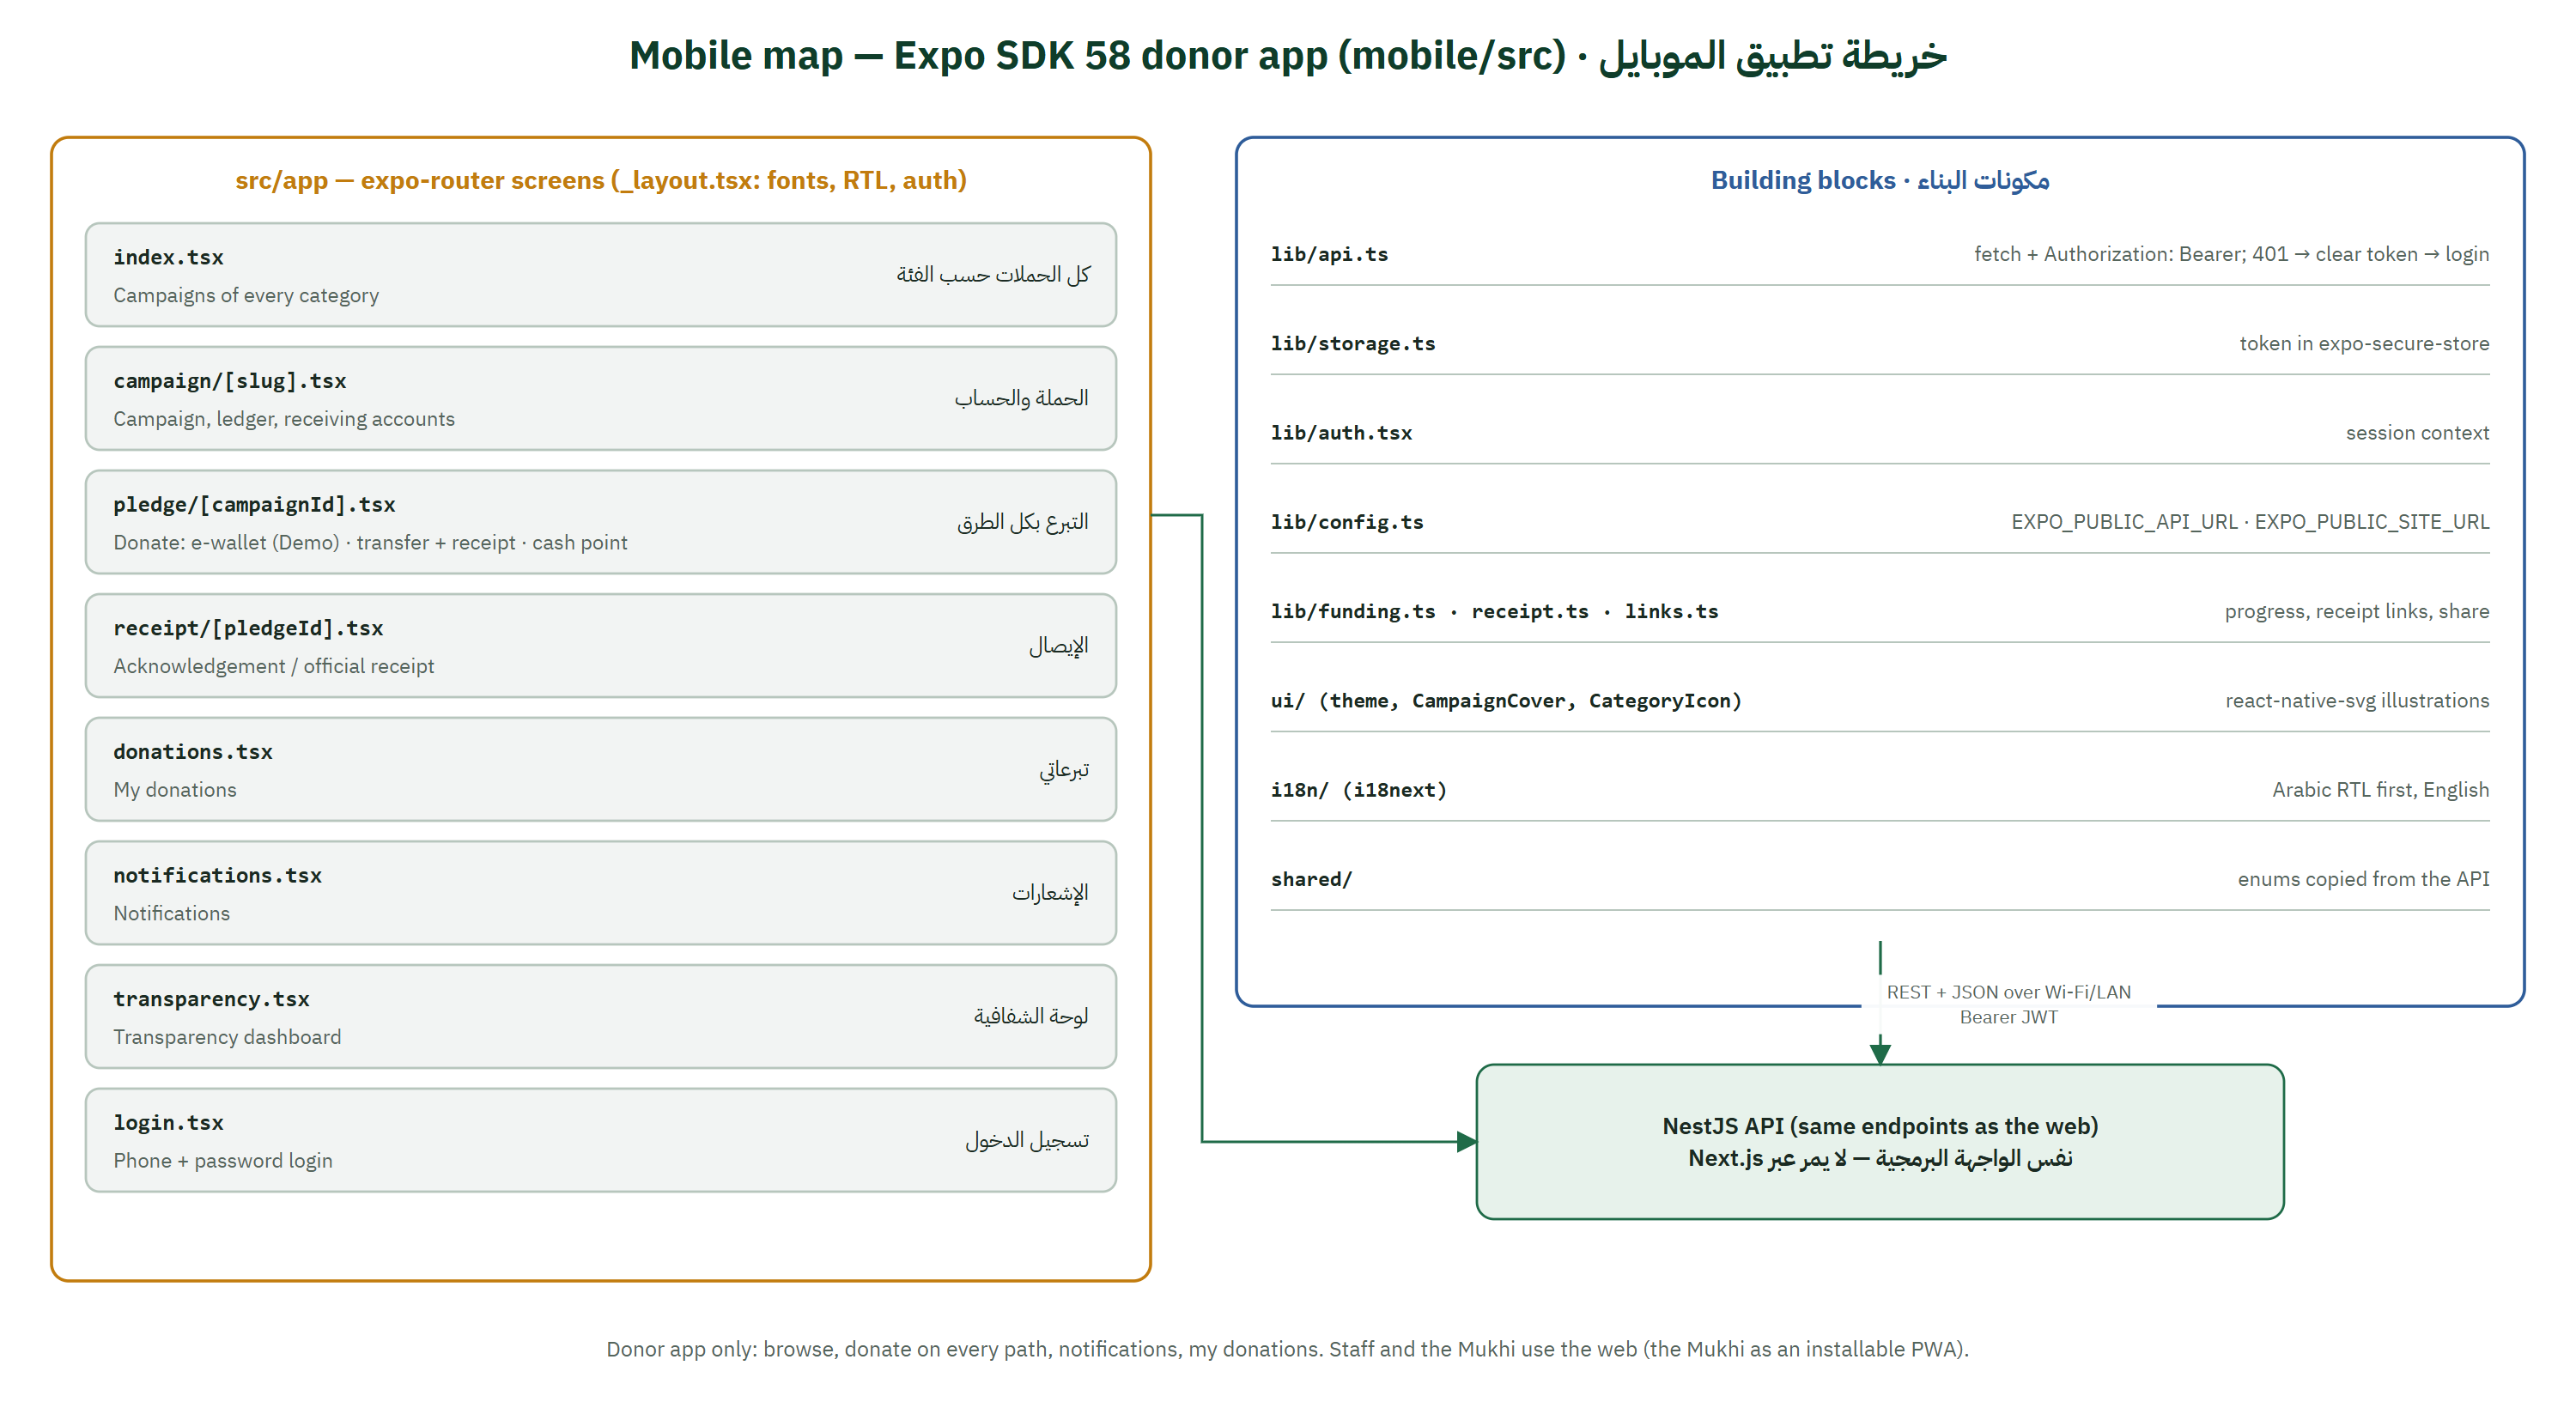 Mobile map — Expo SDK 58 donor app (mobile/src) · خريطة تطبيق الموبايل
src/app — expo-router screens (_layout.tsx: fonts, RTL, auth)
index.tsx
Campaigns of every category
كل الحملات حسب الفئة
campaign/[slug].tsx
Campaign, ledger, receiving accounts
الحملة والحساب
pledge/[campaignId].tsx
Donate: e-wallet (Demo) · transfer + receipt · cash point
التبرع بكل الطرق
receipt/[pledgeId].tsx
Acknowledgement / official receipt
الإيصال
donations.tsx
My donations
تبرعاتي
notifications.tsx
Notifications
الإشعارات
transparency.tsx
Transparency dashboard
لوحة الشفافية
login.tsx
Phone + password login
تسجيل الدخول
Building blocks · مكونات البناء
lib/api.ts
fetch + Authorization: Bearer; 401 → clear token → login
lib/storage.ts
token in expo-secure-store
lib/auth.tsx
session context
lib/config.ts
EXPO_PUBLIC_API_URL · EXPO_PUBLIC_SITE_URL
lib/funding.ts · receipt.ts · links.ts
progress, receipt links, share
ui/ (theme, CampaignCover, CategoryIcon)
react-native-svg illustrations
i18n/ (i18next)
Arabic RTL first, English
shared/
enums copied from the API
REST + JSON over Wi-Fi/LAN
Bearer JWT
NestJS API (same endpoints as the web)
نفس الواجهة البرمجية — لا يمر عبر Next.js
Donor app only: browse, donate on every path, notifications, my donations. Staff and the Mukhi use the web (the Mukhi as an installable PWA).